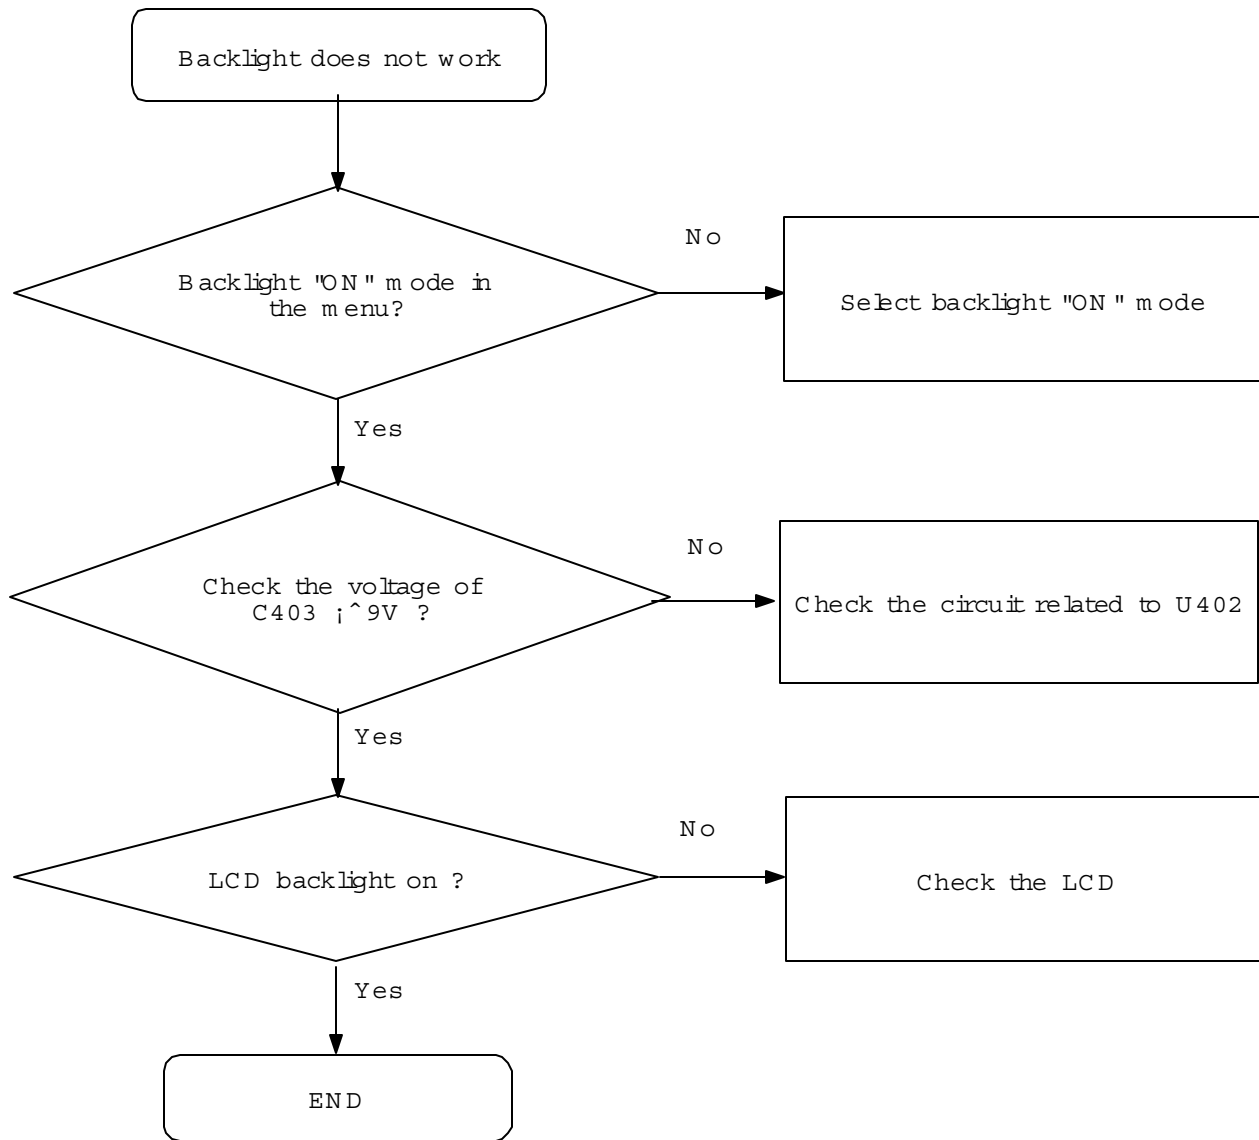 Backlight does not work
Backlight "ON" mode in
the menu?
No
Select backlight "ON" mode
Yes
Check the voltage of
C403 ¡ˆ9V ?
No
Check the circuit related to U402
Yes
LCD backlight on ?
No
Check the LCD
Yes
END